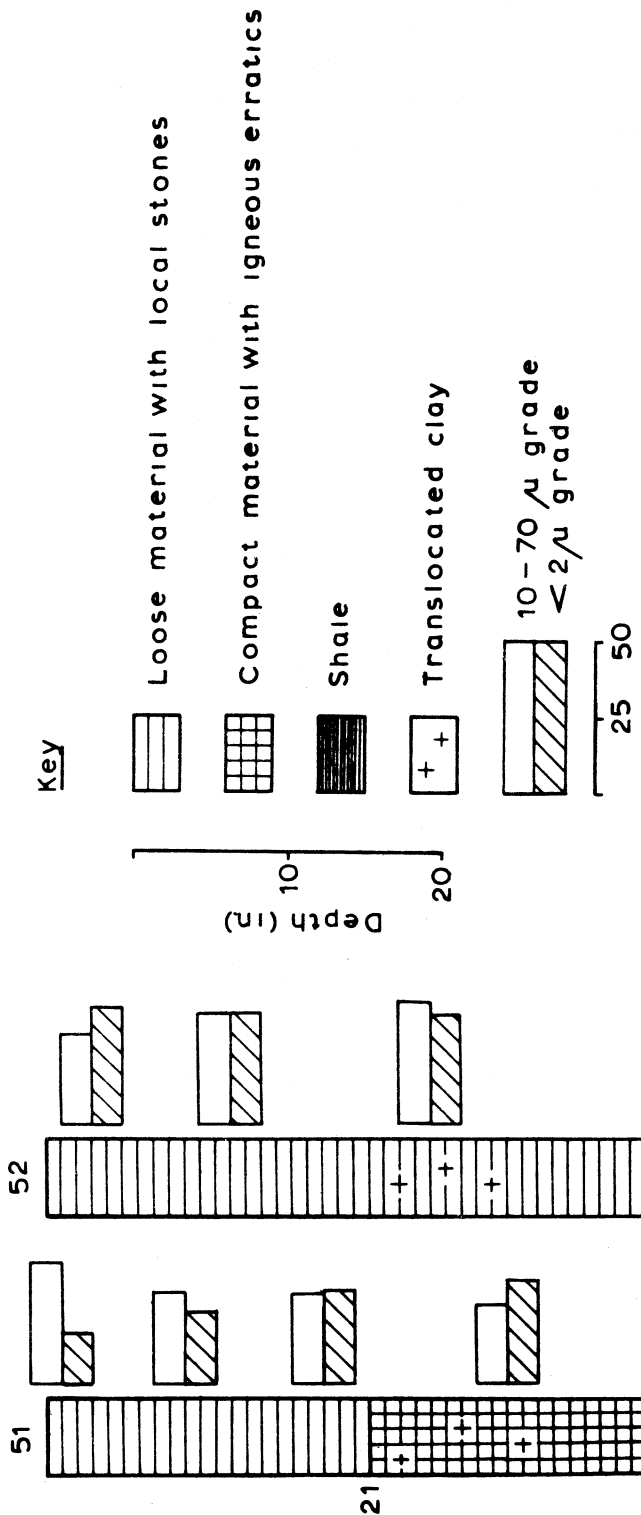 51
52
21
Depth (in)
10
20
Key
Loose material with local stones
Compact material with igneous erratics
Shale
Translocated clay
10-70 μ grade
<2 μ grade
25
50